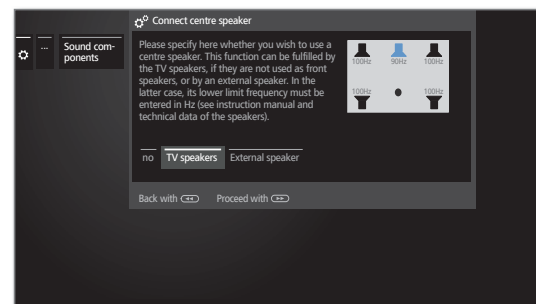 Connect centre speaker
...
Sound com-
ponents
Please specify here whether you wish to use a
centre speaker. This function can be fulfilled by
the TV speakers, if they are not used as front
speakers, or by an external speaker. In the
latter case, its lower limit frequency must be
entered in Hz (see instruction manual and
technical data of the speakers).
100Hz 90Hz 100Hz
100Hz 100Hz
no TV speakers External speaker
Back with Proceed with